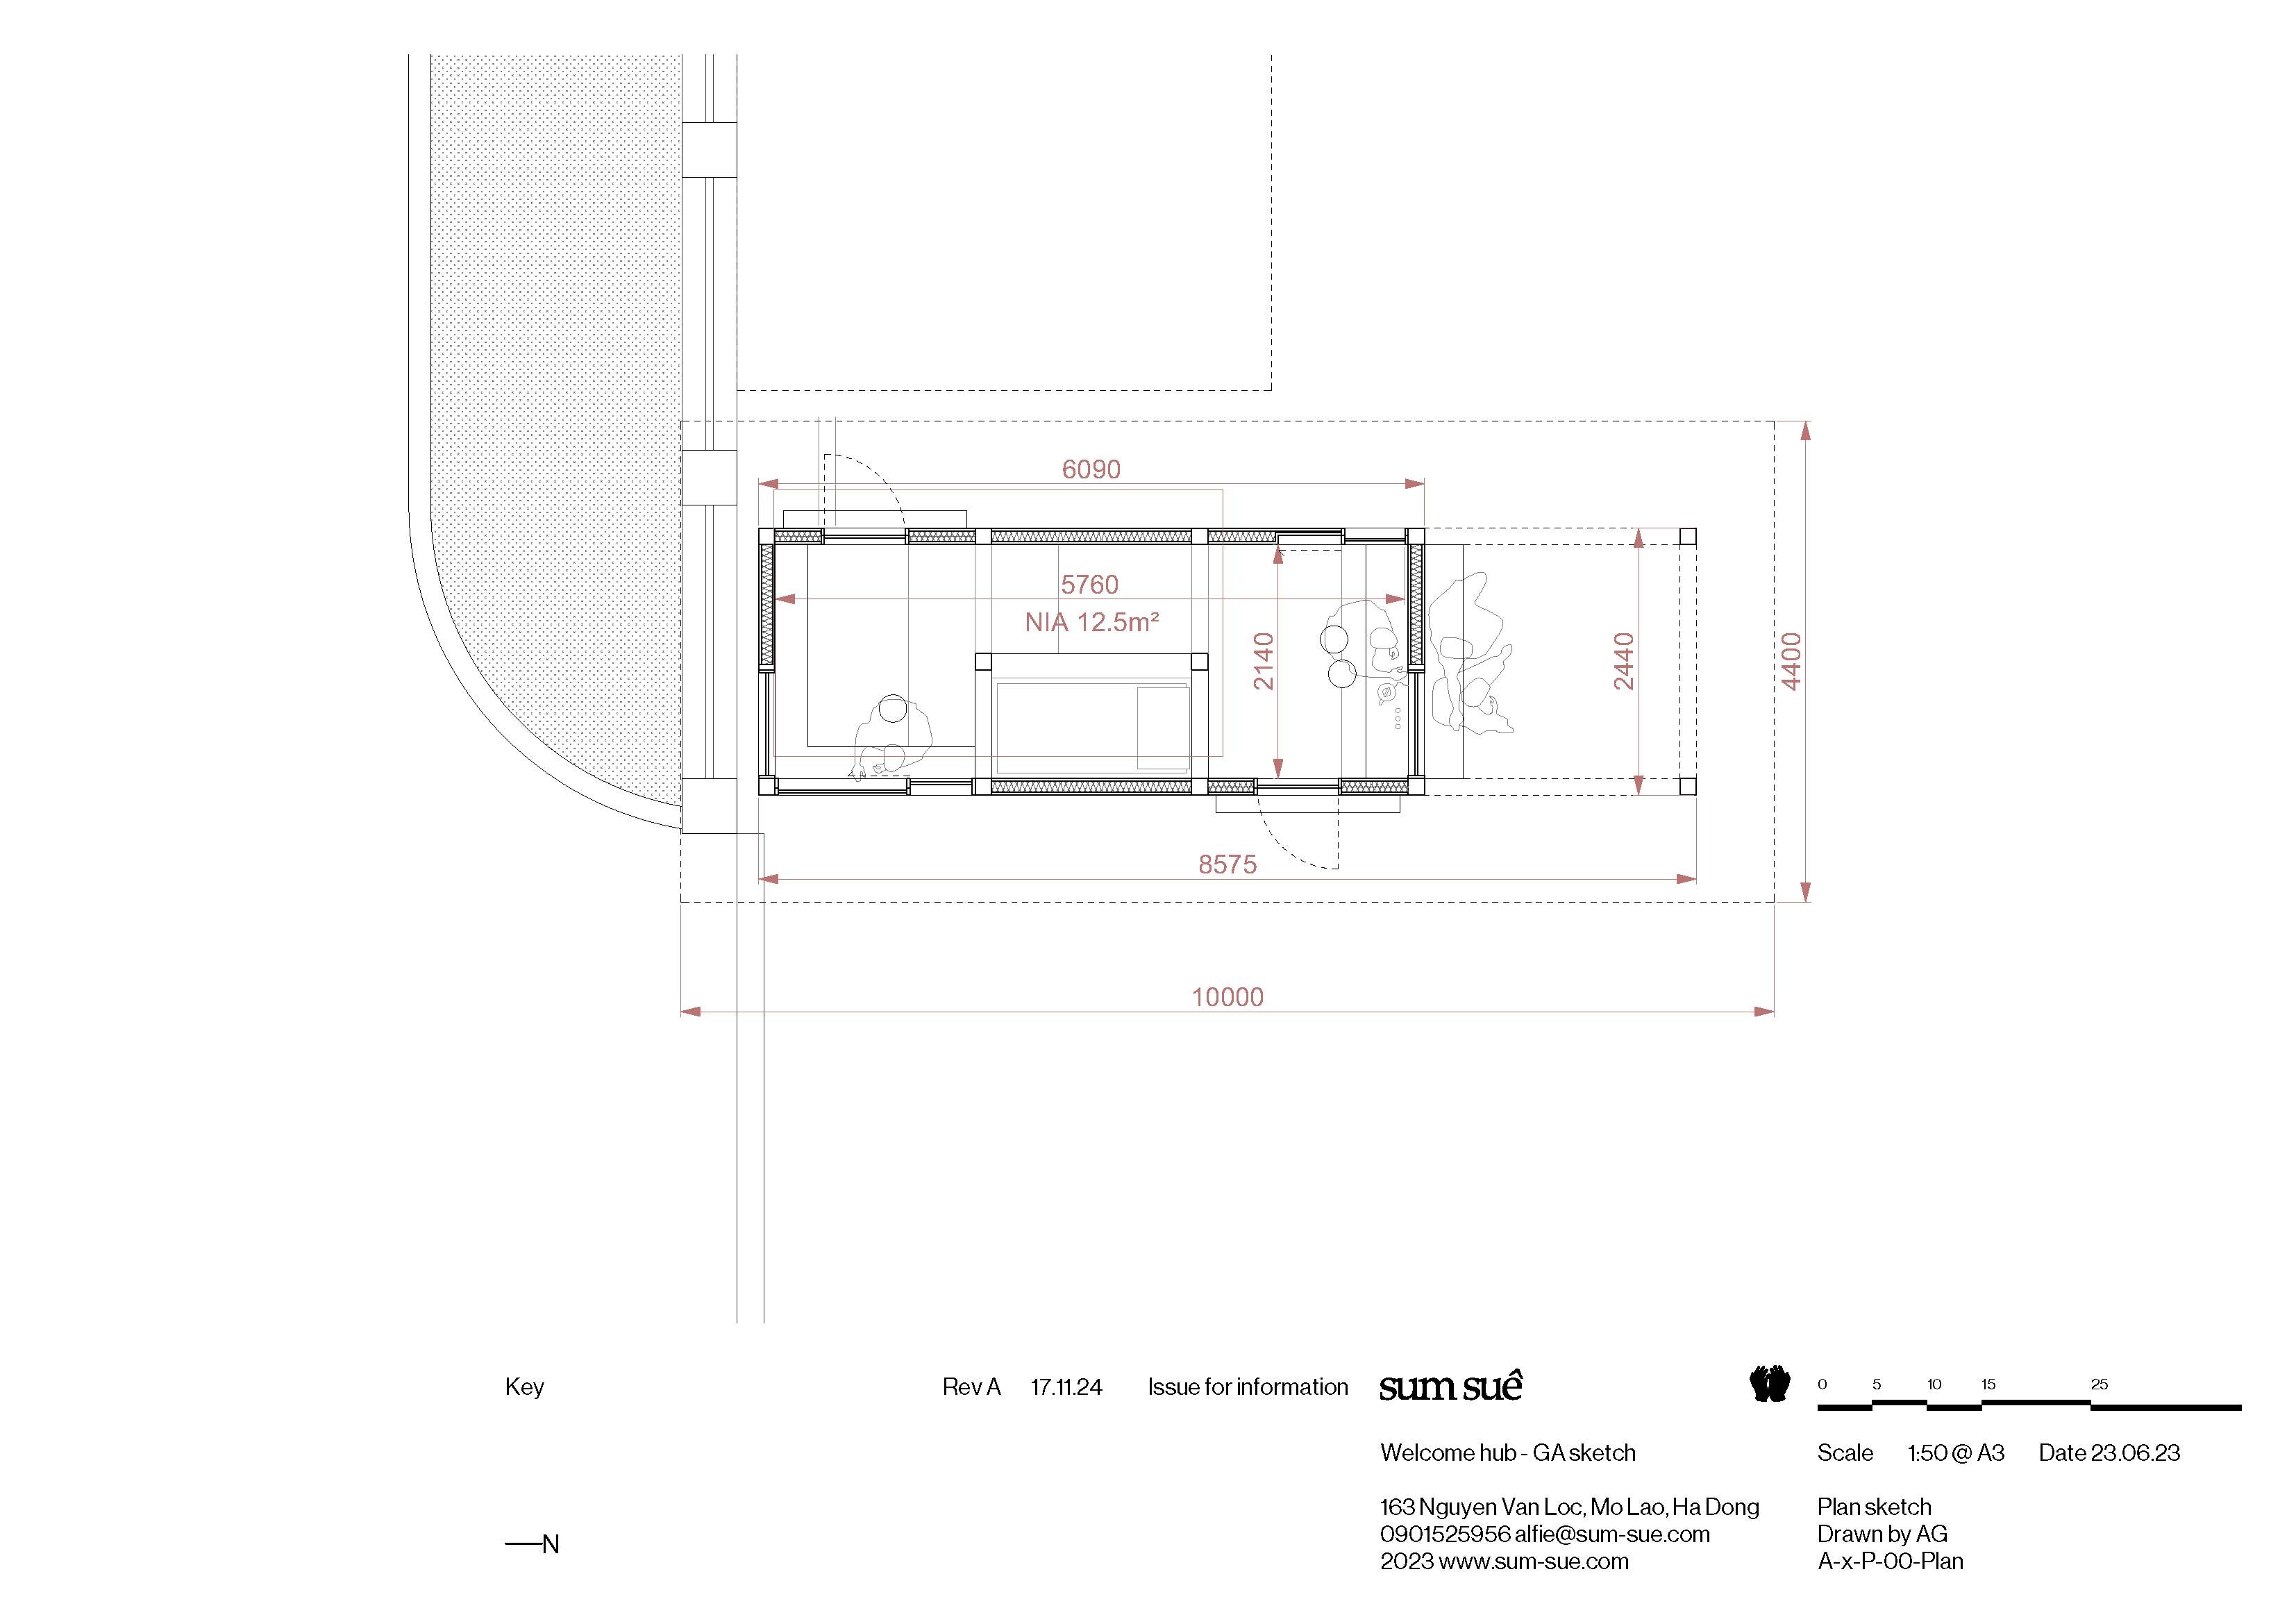 6090
5760
NIA 12.5m²
2140
2440
4400
8575
10000
Key
Rev A 17.11.24 Issue for information
sum suê
0 5 10 15 25
Welcome hub - GA sketch
Scale 1:50 @ A3 Date 23.06.23
163 Nguyen Van Loc, Mo Lao, Ha Dong
0901525956 alfie@sum-sue.com
2023 www.sum-sue.com
Plan sketch
Drawn by AG
A-x-P-00-Plan
N